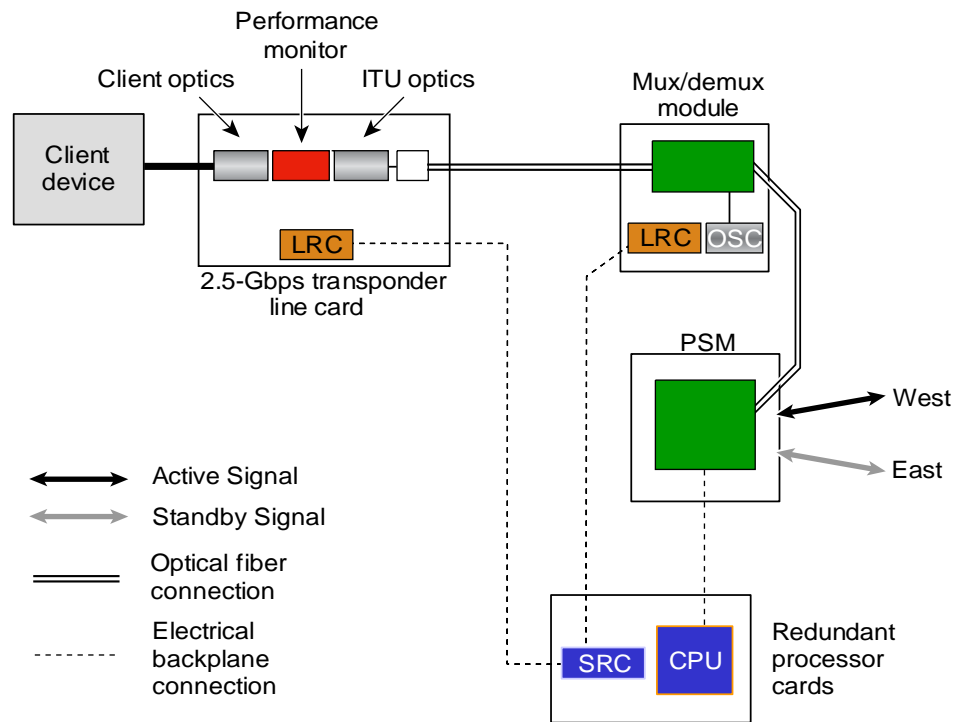 Performance
monitor
Client optics
ITU optics
Mux/demux
module
Client
device
LRC
LRC
OSC
2.5-Gbps transponder
line card
PSM
West
East
Active Signal
Standby Signal
Optical fiber
connection
Electrical
backplane
connection
SRC
CPU
Redundant
processor
cards